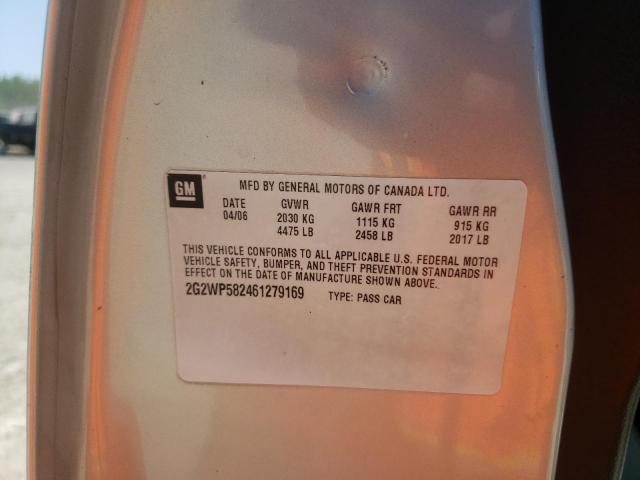 GM MFD BY GENERAL MOTORS OF CANADA LTD.
DATE GVWR GAWR FRT GAWR RR
04/06 2030 KG 1115 KG 915 KG
4475 LB 2458 LB 2017 LB
THIS VEHICLE CONFORMS TO ALL APPLICABLE U.S. FEDERAL MOTOR
VEHICLE SAFETY, BUMPER, AND THEFT PREVENTION STANDARDS IN
EFFECT ON THE DATE OF MANUFACTURE SHOWN ABOVE.
2G2WP582461279169 TYPE: PASS CAR